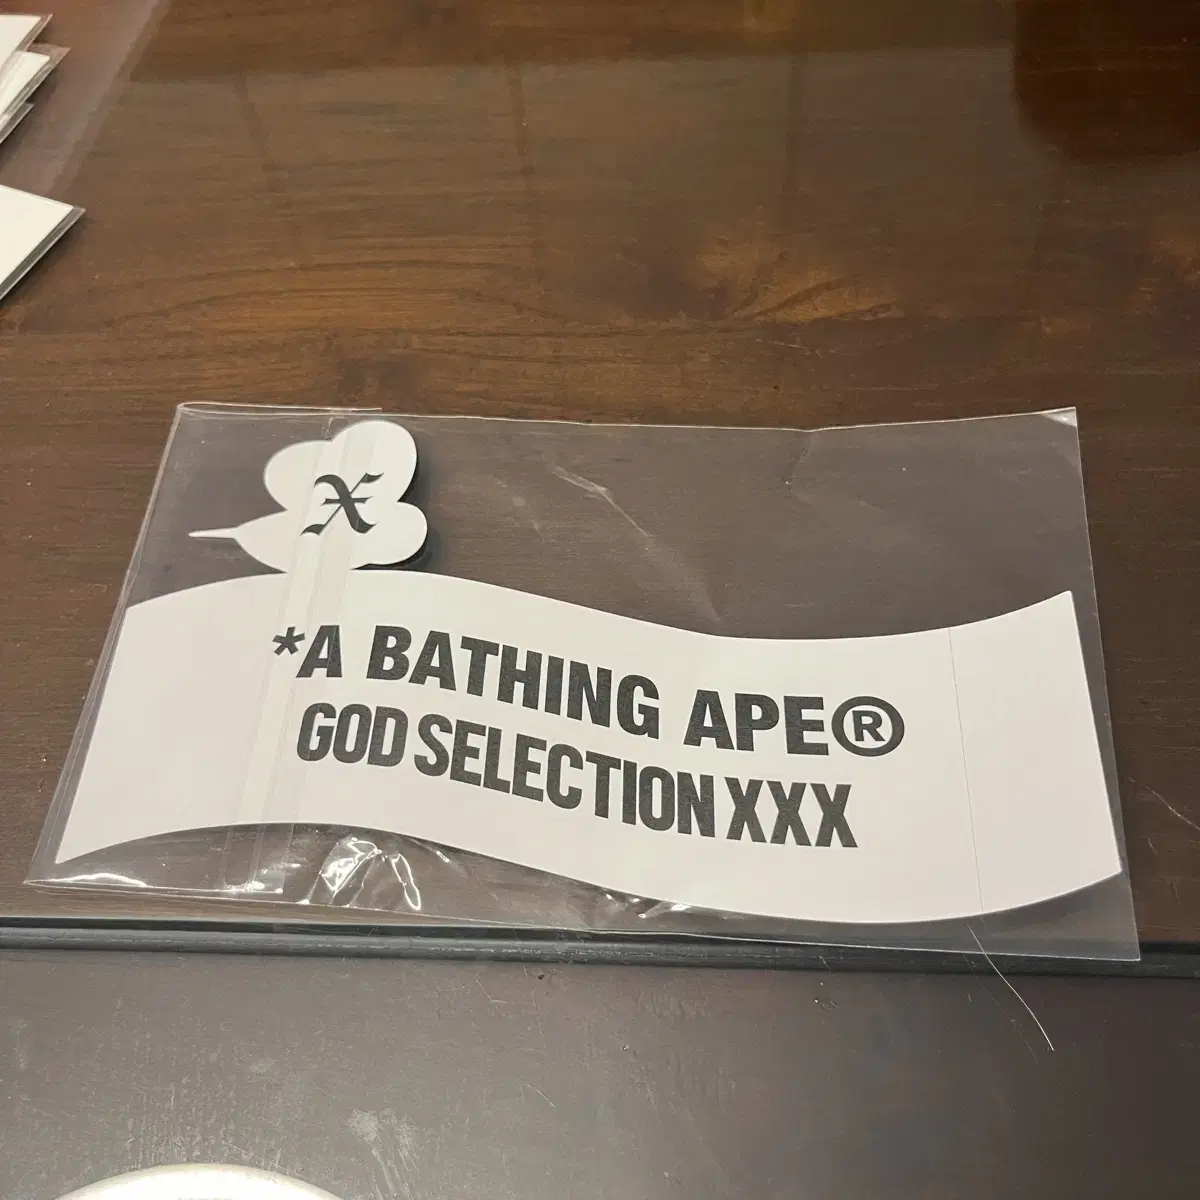 X
*A BATHING APE®
GOD SELECTION XXX